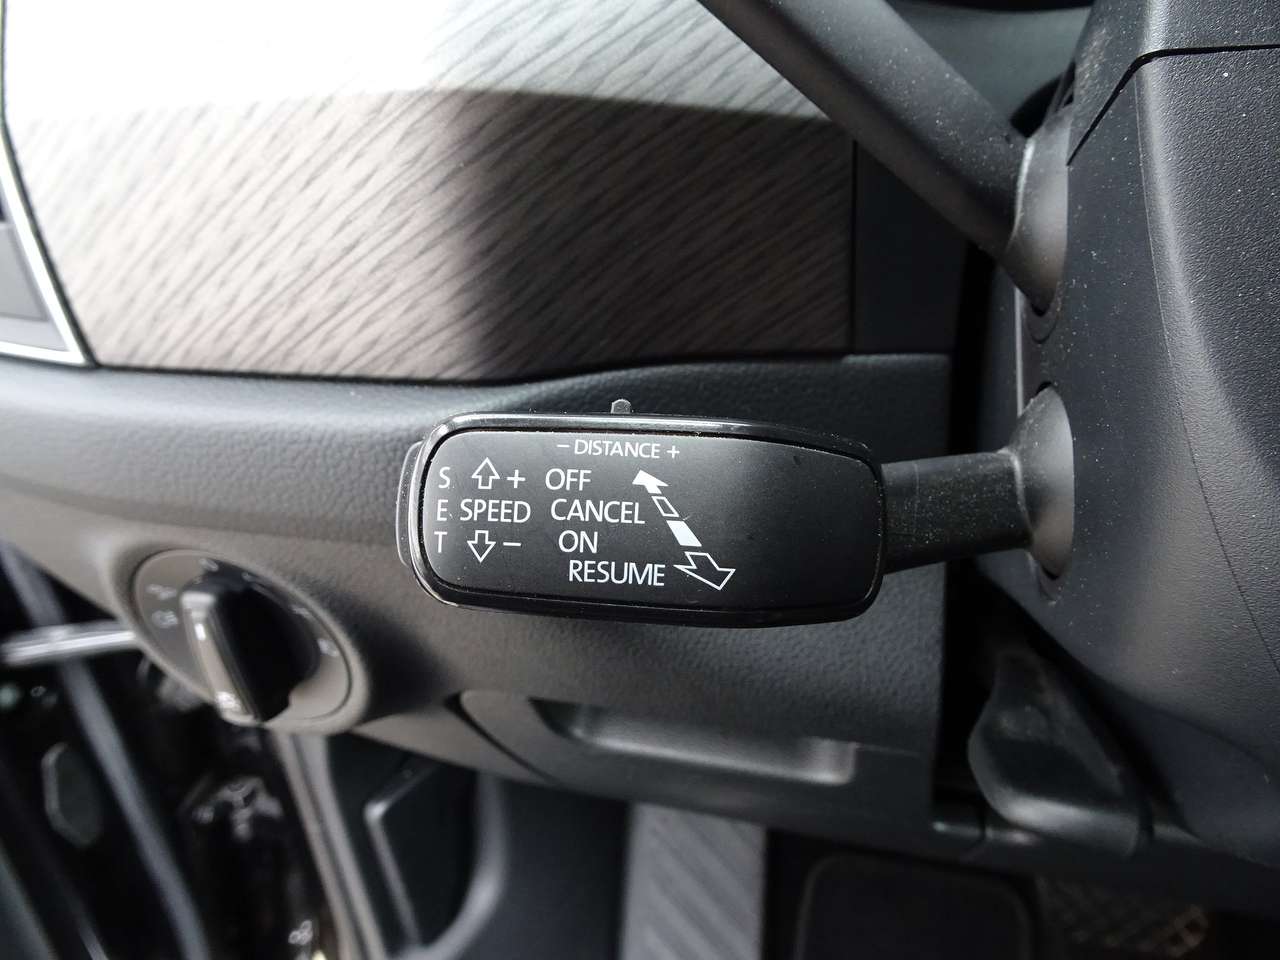 − DISTANCE +
S + OFF
E SPEED CANCEL
T − ON
RESUME